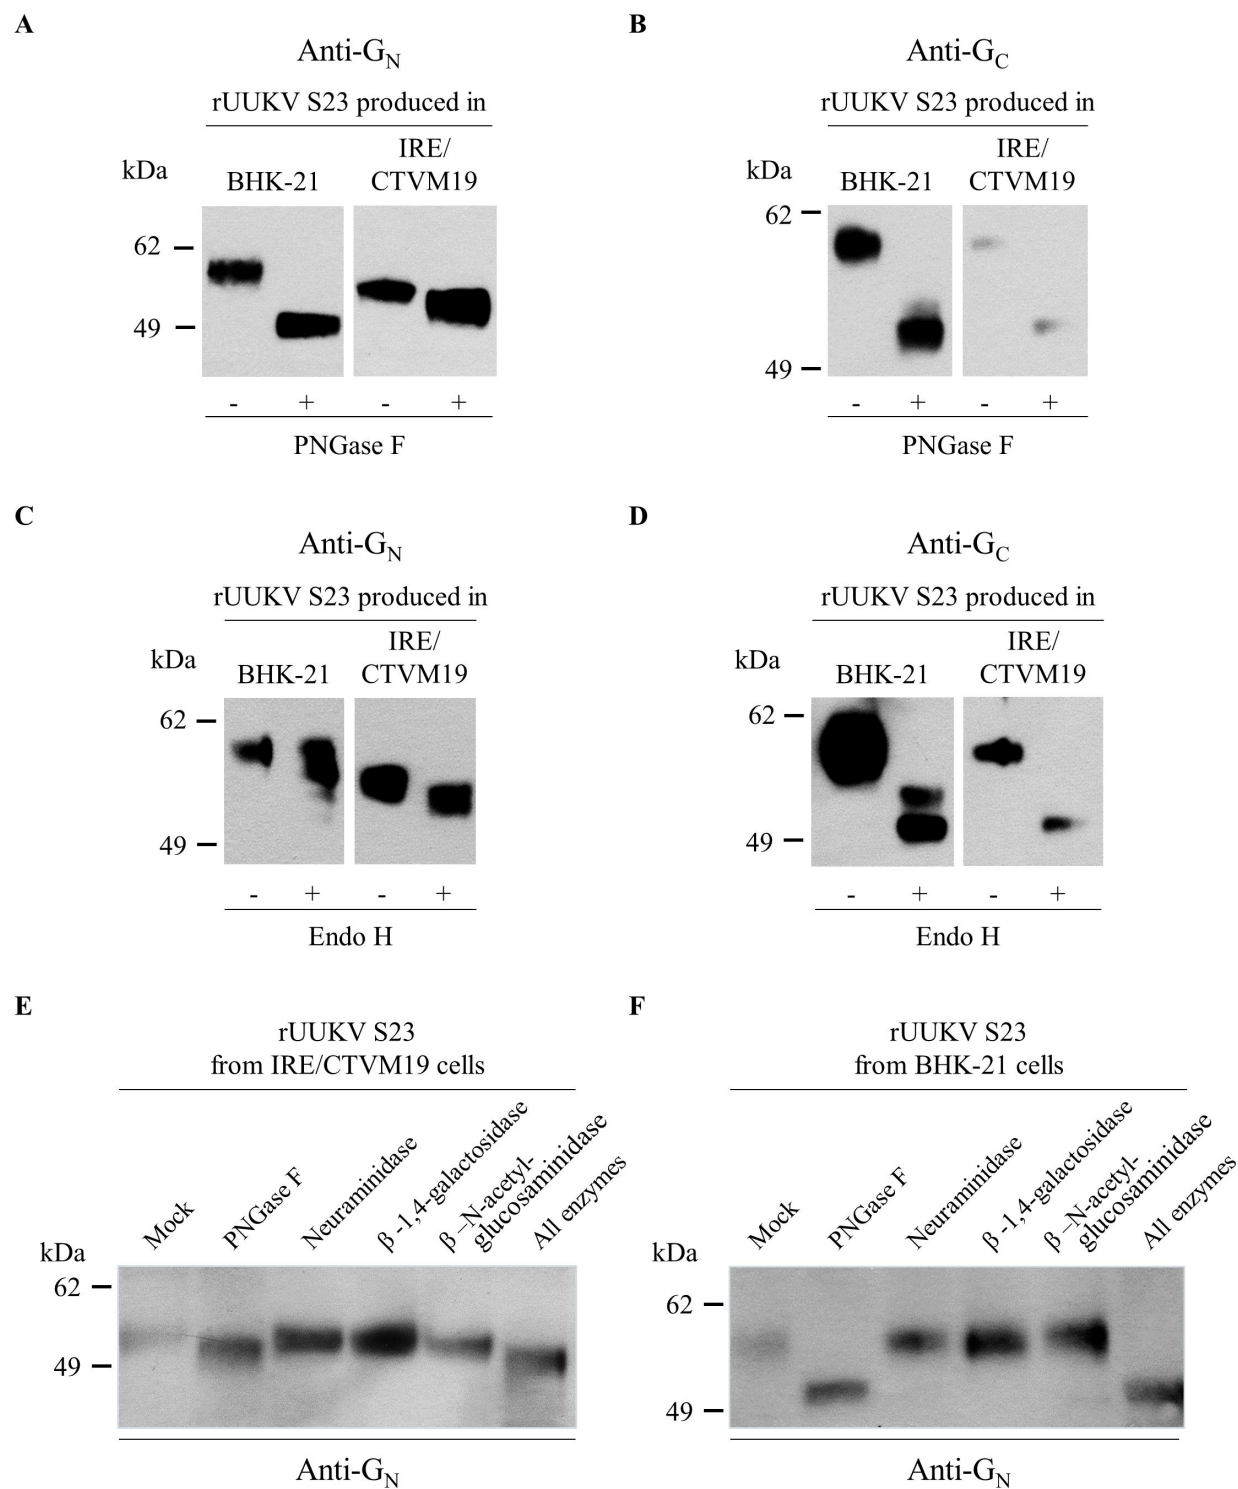 A
Anti-GN
rUUKV S23 produced in
kDa
BHK-21
IRE/
CTVM19
62
49
- + - +
PNGase F
B
Anti-GC
rUUKV S23 produced in
kDa
BHK-21
IRE/
CTVM19
62
49
- + - +
PNGase F
C
Anti-GN
rUUKV S23 produced in
kDa
BHK-21
IRE/
CTVM19
62
49
- + - +
Endo H
D
Anti-GC
rUUKV S23 produced in
kDa
BHK-21
IRE/
CTVM19
62
49
- + - +
Endo H
E
rUUKV S23
from IRE/CTVM19 cells
Mock
PNGase F
Neuraminidase
β-1,4-galactosidase
β–N-acetyl-
glucosaminidase
All enzymes
kDa
62
49
Anti-GN
F
rUUKV S23
from BHK-21 cells
Mock
PNGase F
Neuraminidase
β-1,4-galactosidase
β–N-acetyl-
glucosaminidase
All enzymes
kDa
62
49
Anti-GN